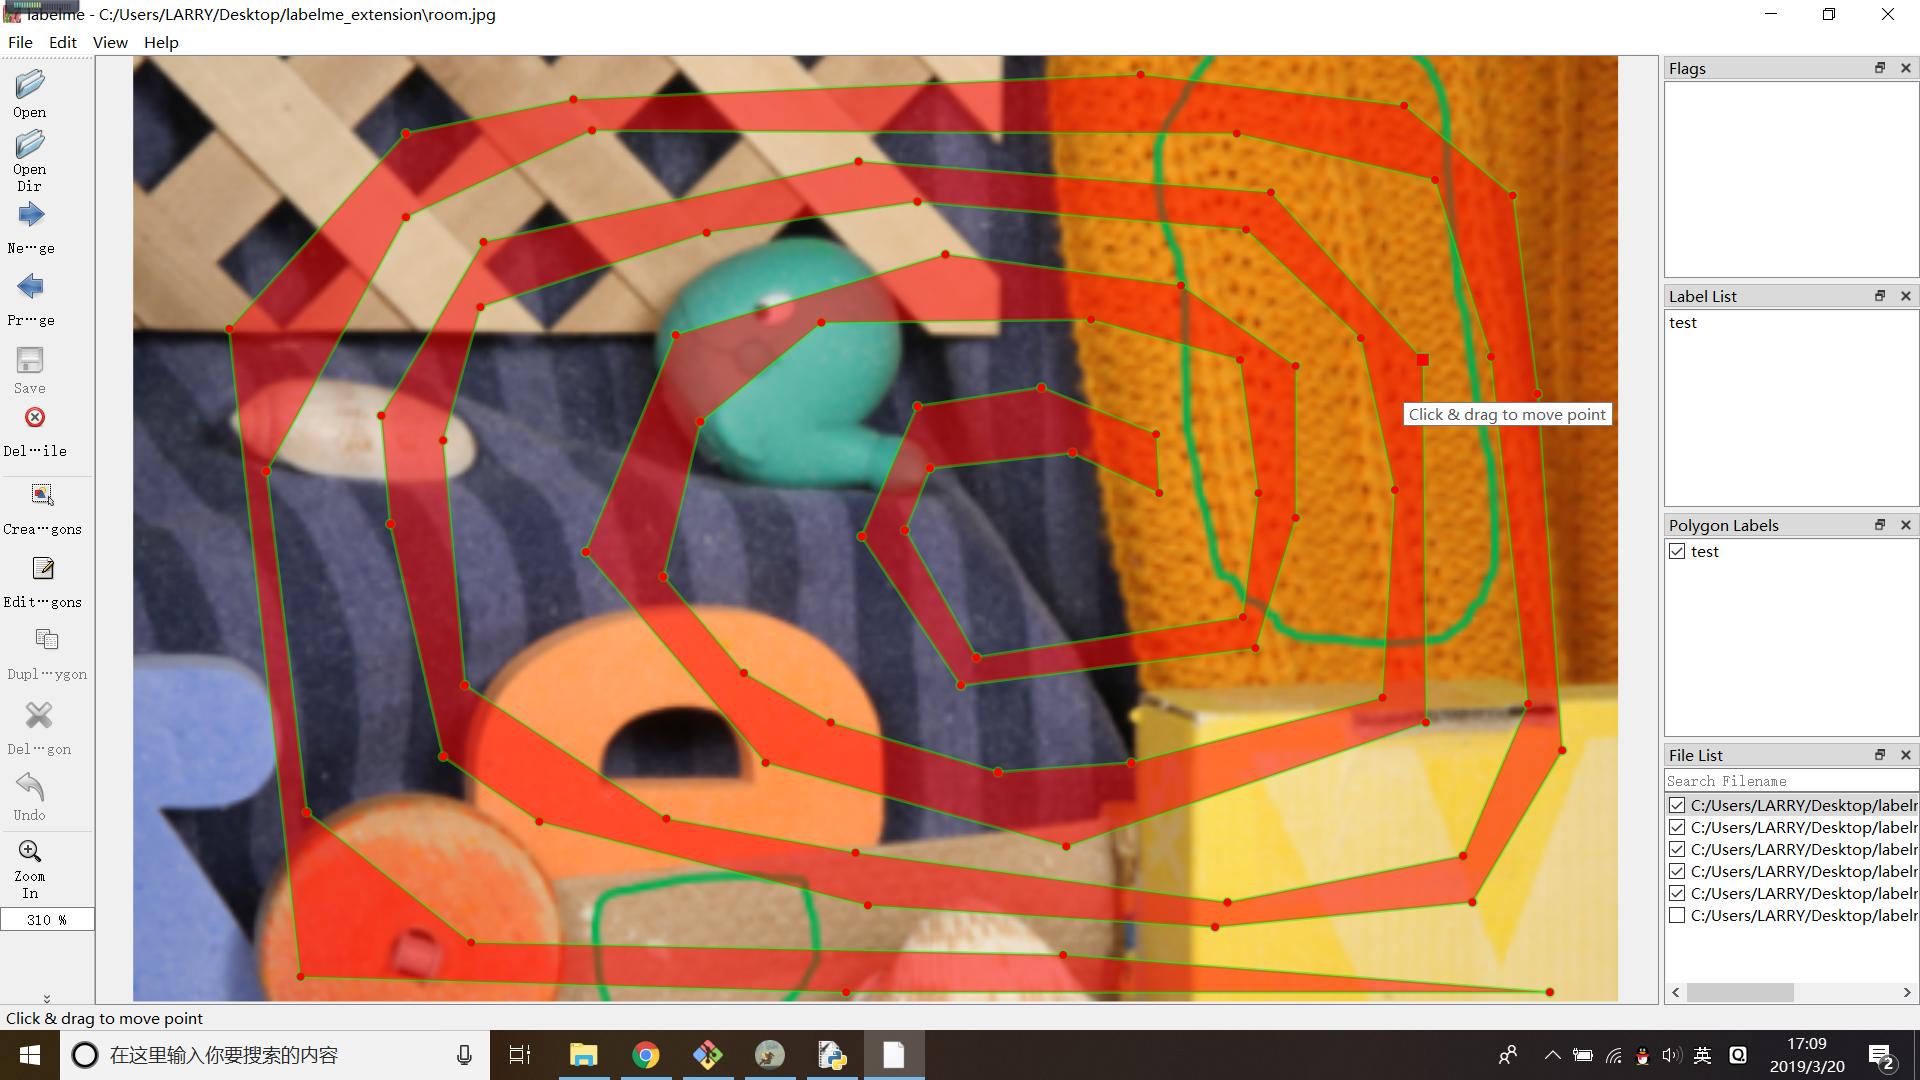 labelme - C:/Users/LARRY/Desktop/labelme_extension\room.jpg
File Edit View Help
Open
Open
Dir
Ne···ge
Pr···ge
Save
Del···ile
Crea···gons
Edit···gons
Dupl···ygon
Del···gon
Undo
Zoom
In
310 %
Click & drag to move point
Flags
Label List
test
Polygon Labels
test
File List
Search Filename
C:/Users/LARRY/Desktop/labelr
C:/Users/LARRY/Desktop/labelr
C:/Users/LARRY/Desktop/labelr
C:/Users/LARRY/Desktop/labelr
C:/Users/LARRY/Desktop/labelr
C:/Users/LARRY/Desktop/labelr
Click & drag to move point
在这里输入你要搜索的内容
英
17:09
2019/3/20
2